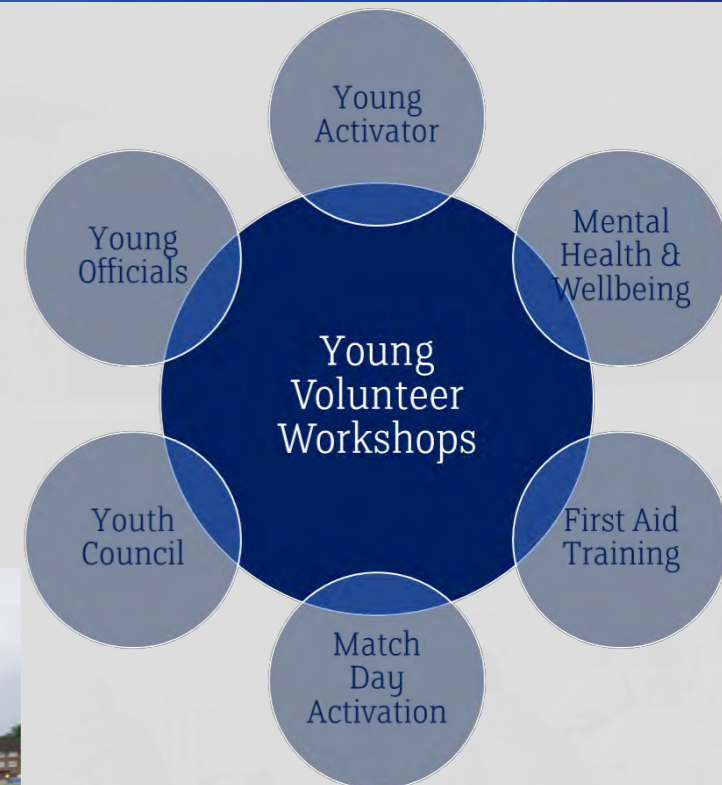 Young
Activator
Young
Officials
Mental
Health &
Wellbeing
Young
Volunteer
Workshops
Youth
Council
First Aid
Training
Match
Day
Activation